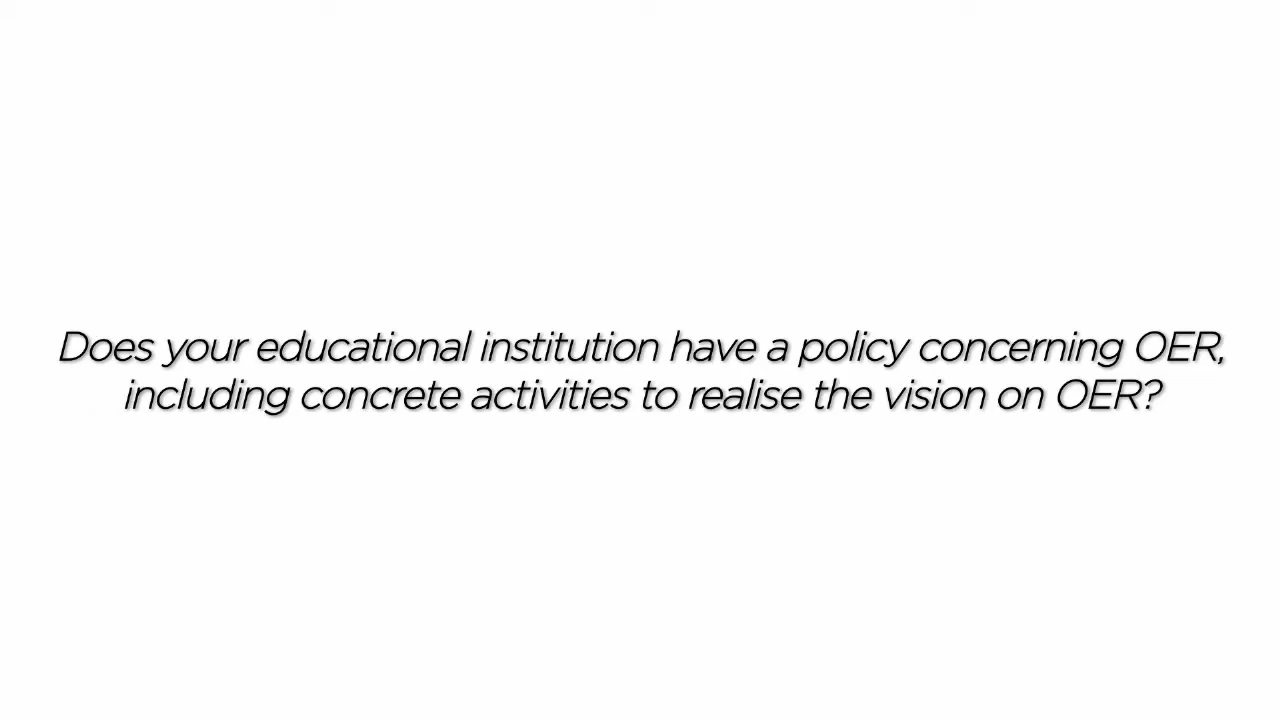 Does your educational institution have a policy concerning OER,
including concrete activities to realise the vision on OER?